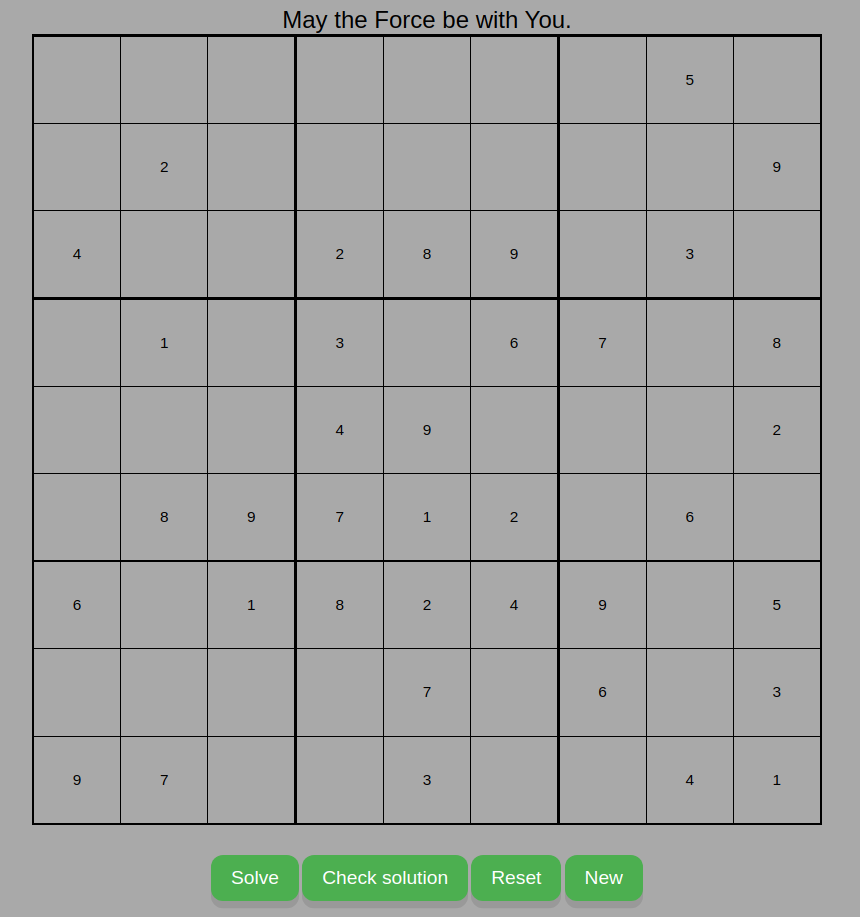 May the Force be with You.
5
2 9
4 2 8 9 3
1 3 6 7 8
4 9 2
8 9 7 1 2 6
6 1 8 2 4 9 5
7 6 3
9 7 3 4 1
Solve Check solution Reset New